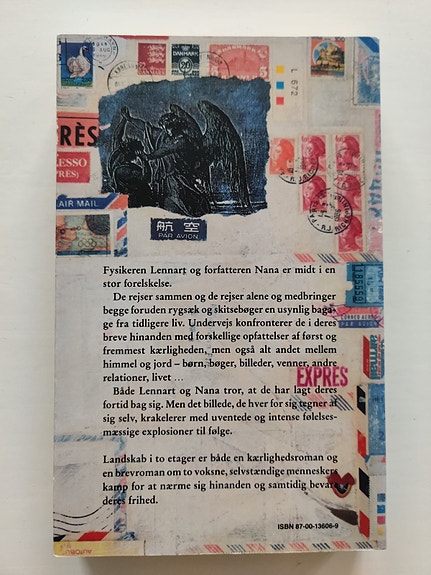 DANMARK
L 672
RÈS
ESSO
RÈS)
AIR MAIL
航空
PAR AVION
Fysikeren Lennart og forfatteren Nana er midt i en
stor forelskelse.
De rejser sammen og de rejser alene og medbringer
begge foruden rygsæk og skitsebøger en usynlig baga-
ge fra tidligere liv. Undervejs konfronterer de i deres
breve hinanden med forskellige opfattelser af først og
fremmest kærligheden, men også alt andet mellem
himmel og jord – børn, bøger, billeder, venner, andre
relationer, livet ...
EXPRES
Både Lennart og Nana tror, at de har lagt deres
fortid bag sig. Men det billede, de hver for sig tegner af
sig selv, krakelerer med uventede og intense følelses-
mæssige explosioner til følge.
Landskab i to etager er både en kærlighedsroman og
en brevroman om to voksne, selvstændige menneskers
kamp for at nærme sig hinanden og samtidig bevare
deres frihed.
ISBN 87-00-13606-9